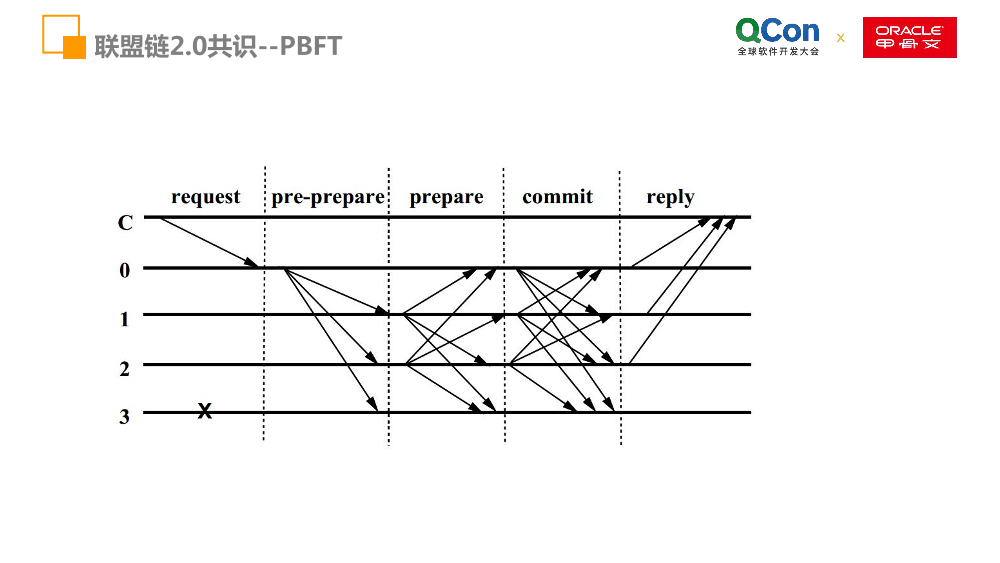 联盟链2.0共识--PBFT
QCon
全球软件开发大会
x
ORACLE
甲骨文
request pre-prepare prepare commit reply
C
0
1
2
3 X